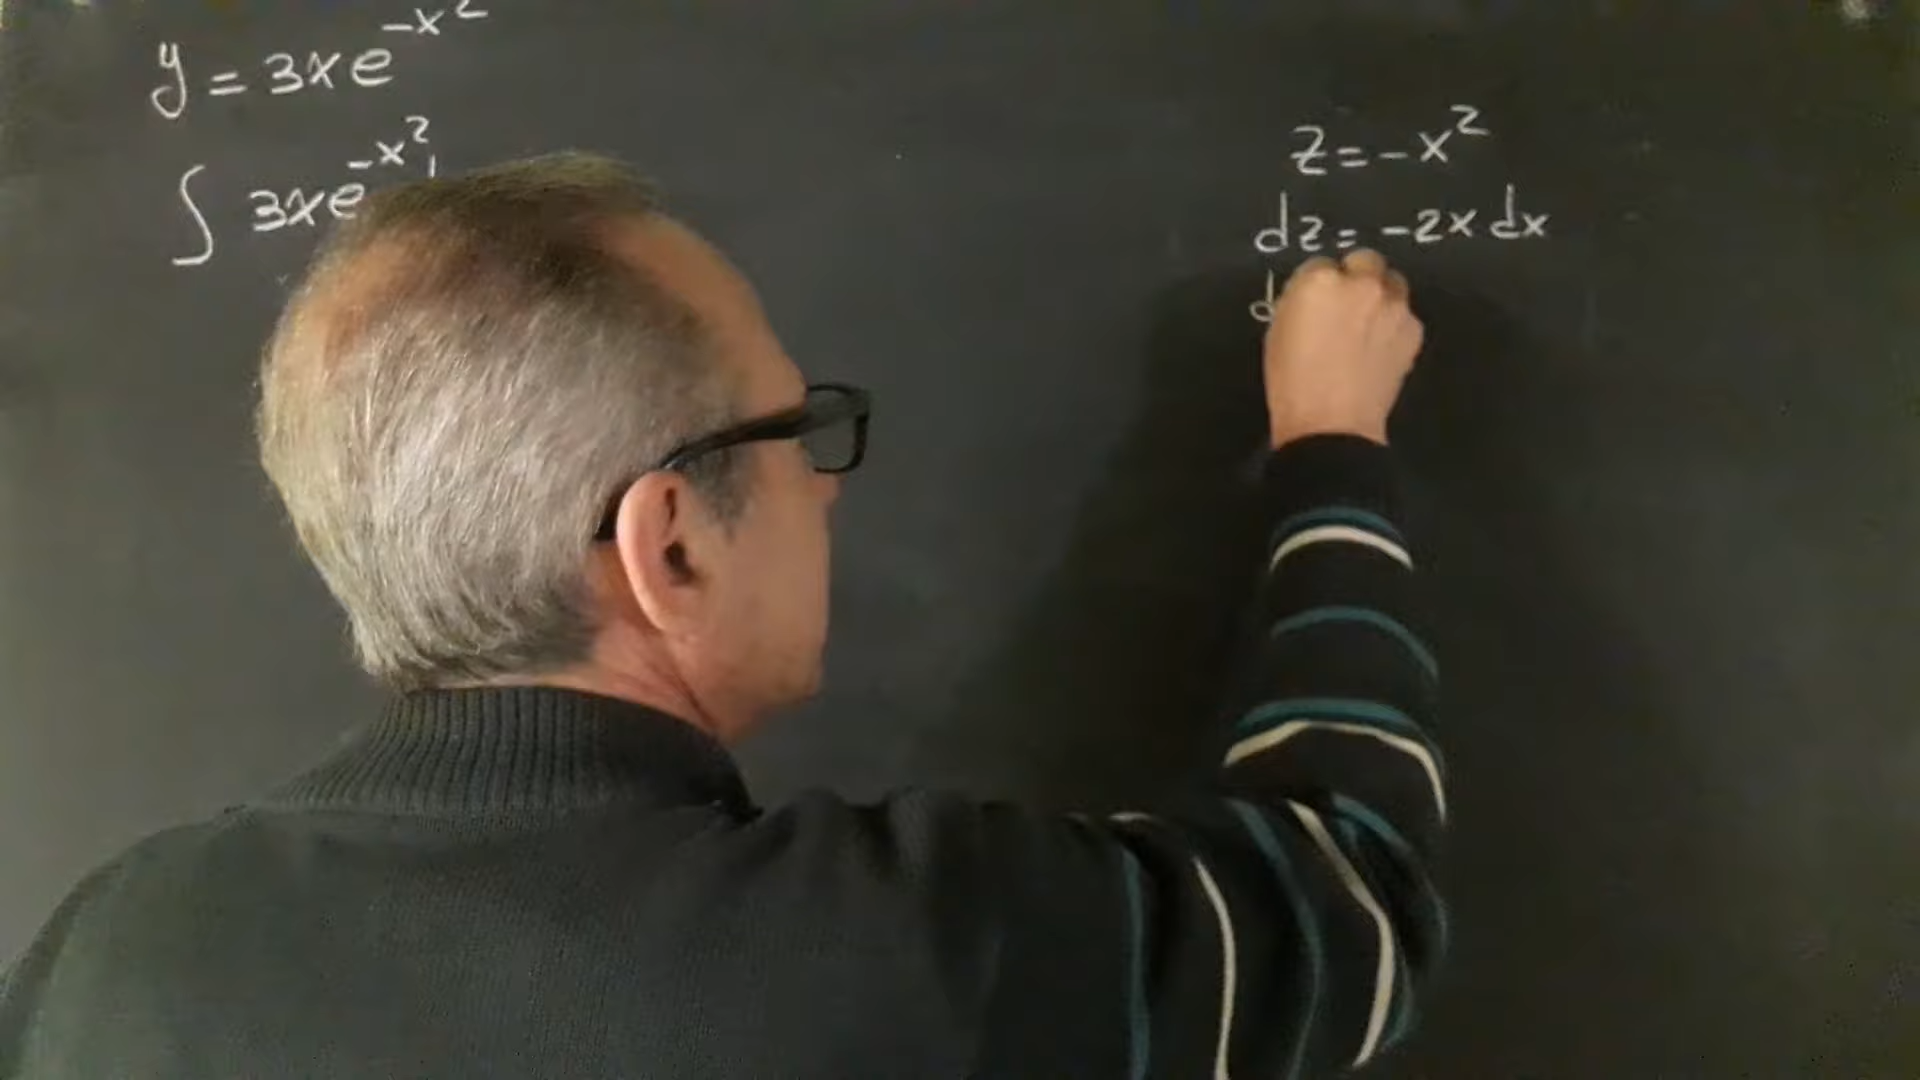 y = 3xe^{-x^2}
∫ 3xe^{-x^2}
z = -x^2
dz = -2x dx
d